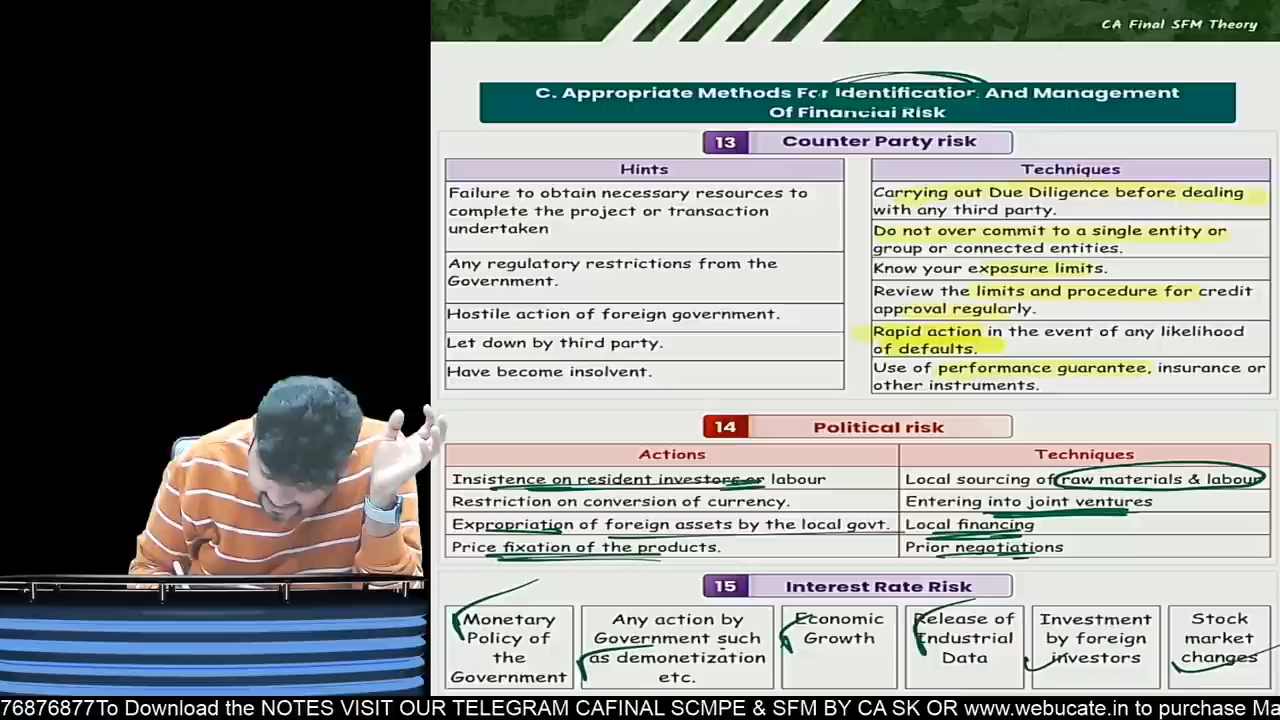 CA Final SFM Theory
C. Appropriate Methods For Identification And Management
Of Financial Risk
13 Counter Party risk
Hints
Failure to obtain necessary resources to
complete the project or transaction
undertaken
Any regulatory restrictions from the
Government.
Hostile action of foreign government.
Let down by third party.
Have become insolvent.
Techniques
Carrying out Due Diligence before dealing
with any third party.
Do not over commit to a single entity or
group or connected entities.
Know your exposure limits.
Review the limits and procedure for credit
approval regularly.
Rapid action in the event of any likelihood
of defaults.
Use of performance guarantee, insurance or
other instruments.
14 Political risk
Actions Techniques
Insistence on resident investors or labour Local sourcing of raw materials & labour
Restriction on conversion of currency. Entering into joint ventures
Expropriation of foreign assets by the local govt. Local financing
Price fixation of the products. Prior negotiations
15 Interest Rate Risk
Monetary
Policy of
the
Government
Any action by
Government such
as demonetization
etc.
Economic
Growth
Release of
Industrial
Data
Investment
by foreign
investors
Stock
market
changes
76876877To Download the NOTES VISIT OUR TELEGRAM CAFINAL SCMPE & SFM BY CA SK OR www.webucate.in to purchase Ma